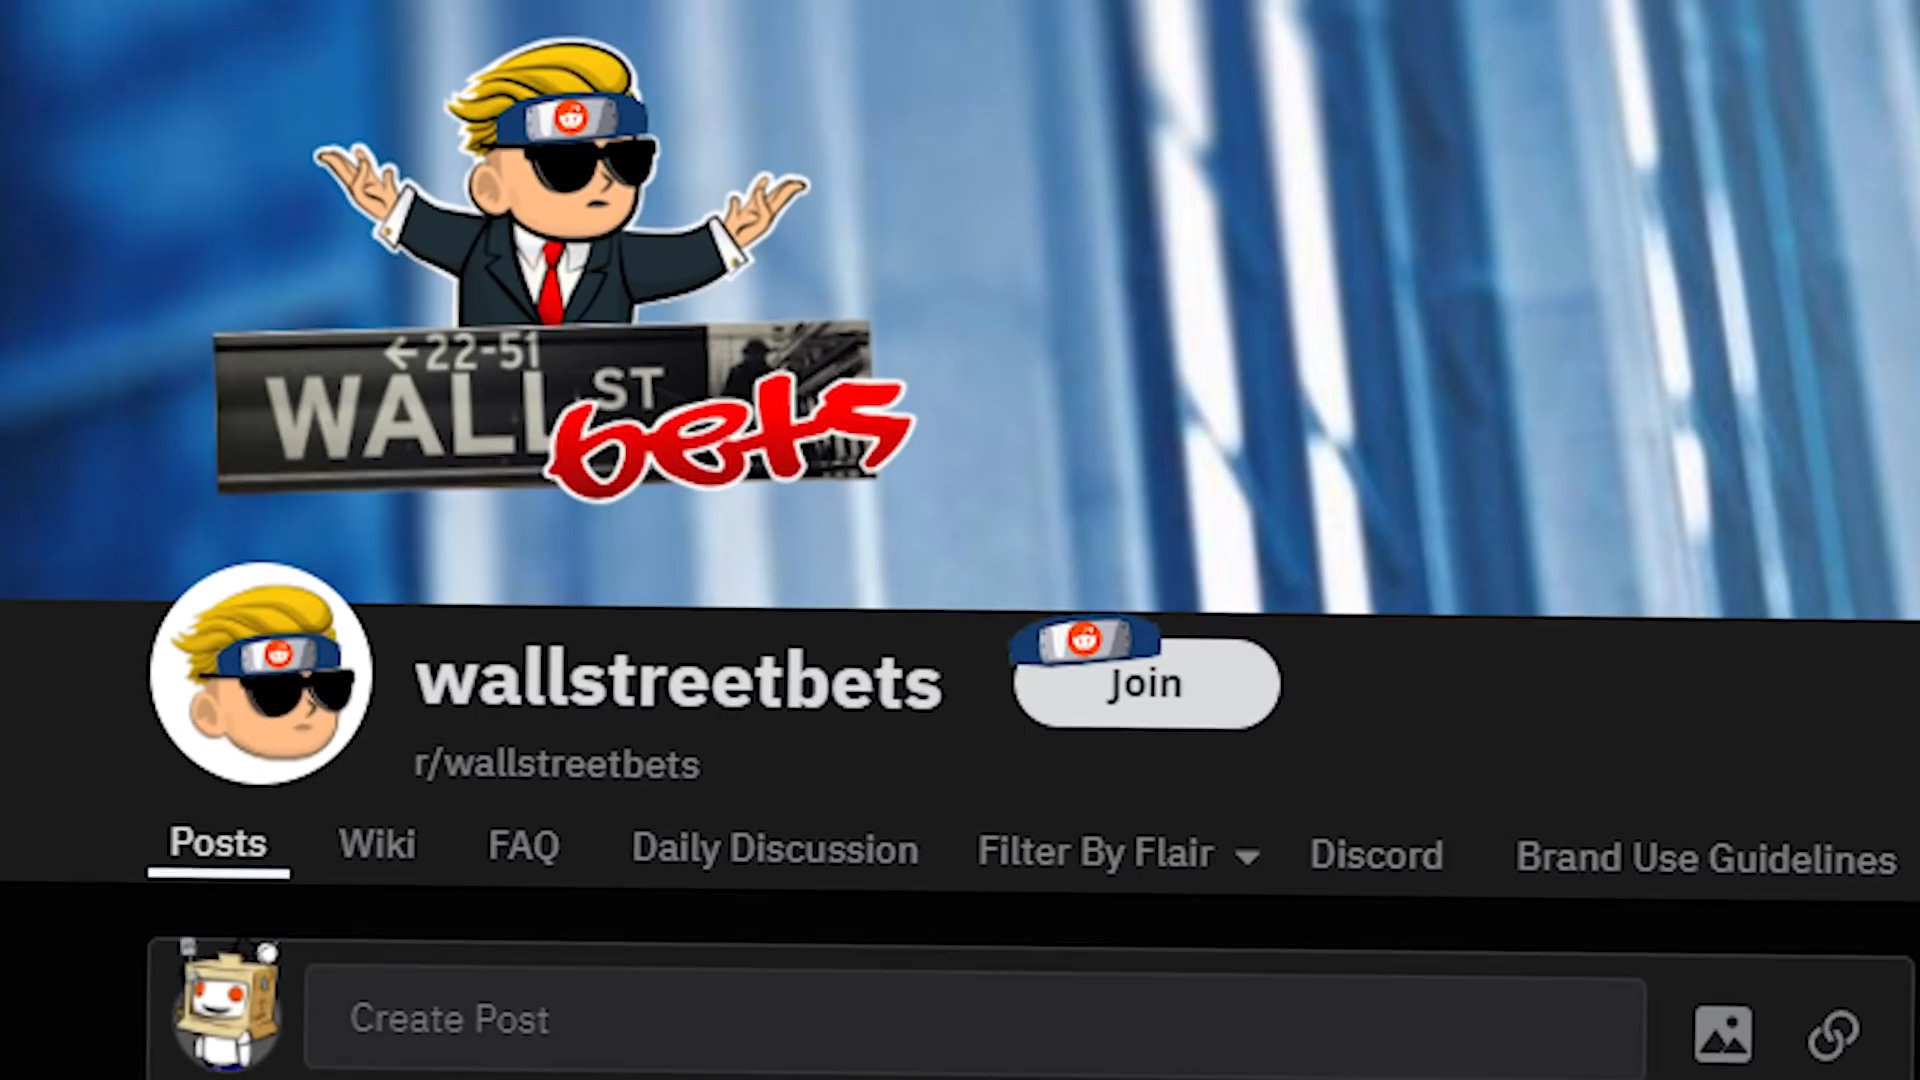 ←22-51
WALL ST
bets
wallstreetbets
Join
r/wallstreetbets
Posts Wiki FAQ Daily Discussion Filter By Flair Discord Brand Use Guidelines
Create Post